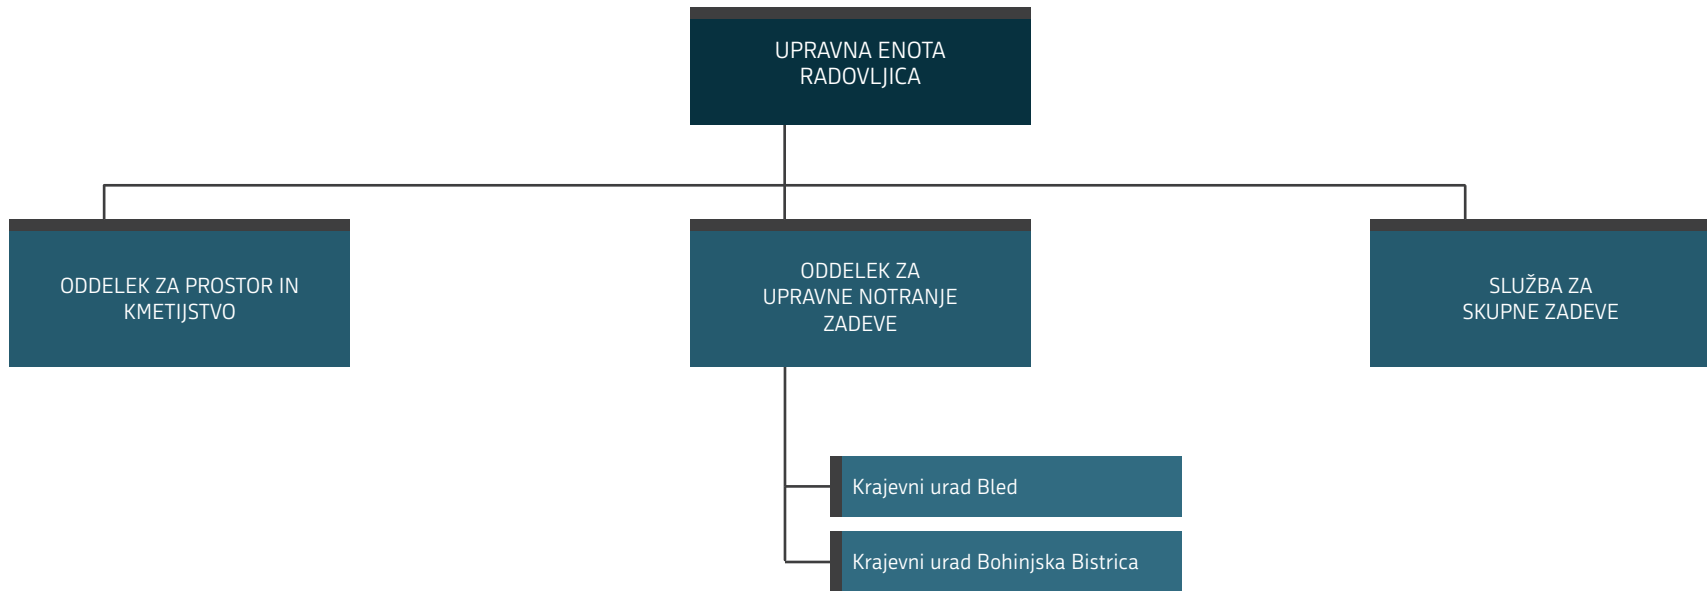 UPRAVNA ENOTA
RADOVLJICA
ODDELEK ZA PROSTOR IN
KMETIJSTVO
ODDELEK ZA
UPRAVNE NOTRANJE
ZADEVE
SLUŽBA ZA
SKUPNE ZADEVE
Krajevni urad Bled
Krajevni urad Bohinjska Bistrica